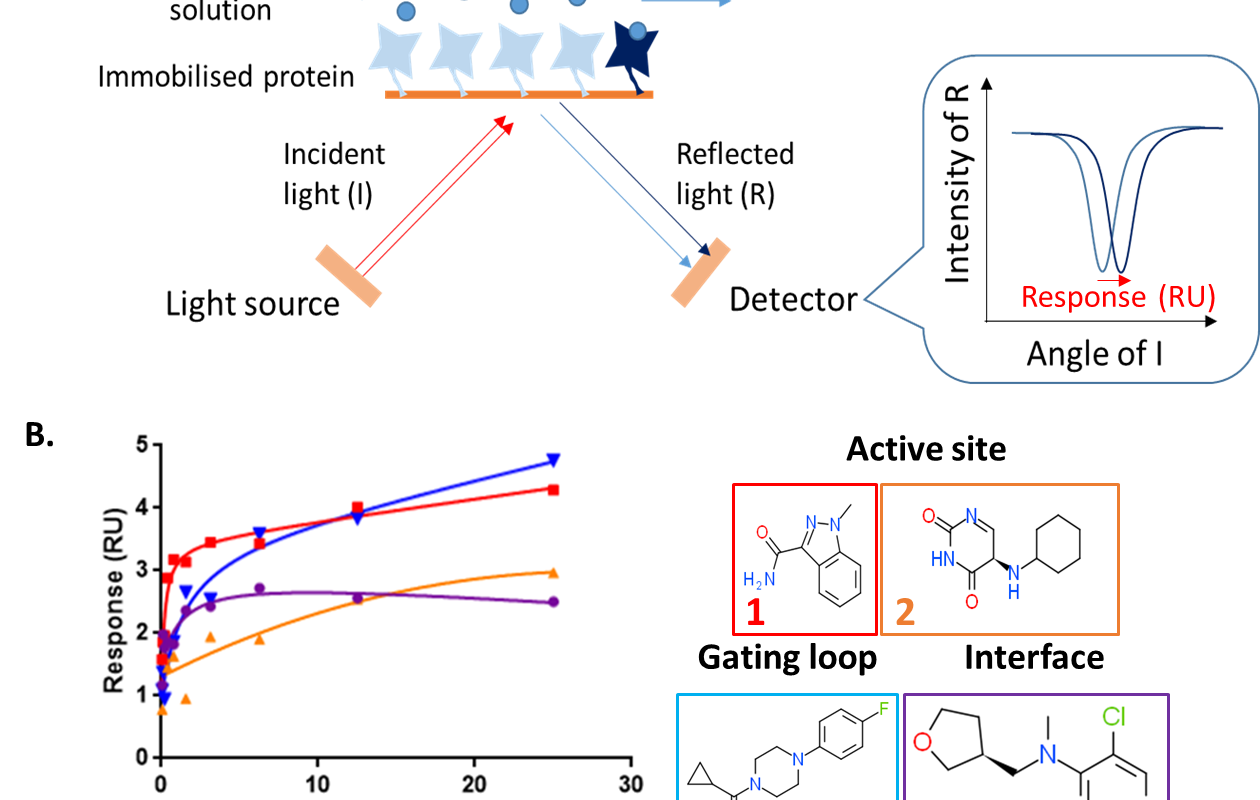 solution
Immobilised protein
Incident
light (I)
Reflected
light (R)
Light source
Detector
Intensity of R
Response (RU)
Angle of I
B.
Response (RU)
5
4
3
2
1
0
0
10
20
30
Active site
O
N
N
H₂N
1
O
N
HN
O
N
H
2
Gating loop
Interface
F
N
N
O
N
Cl